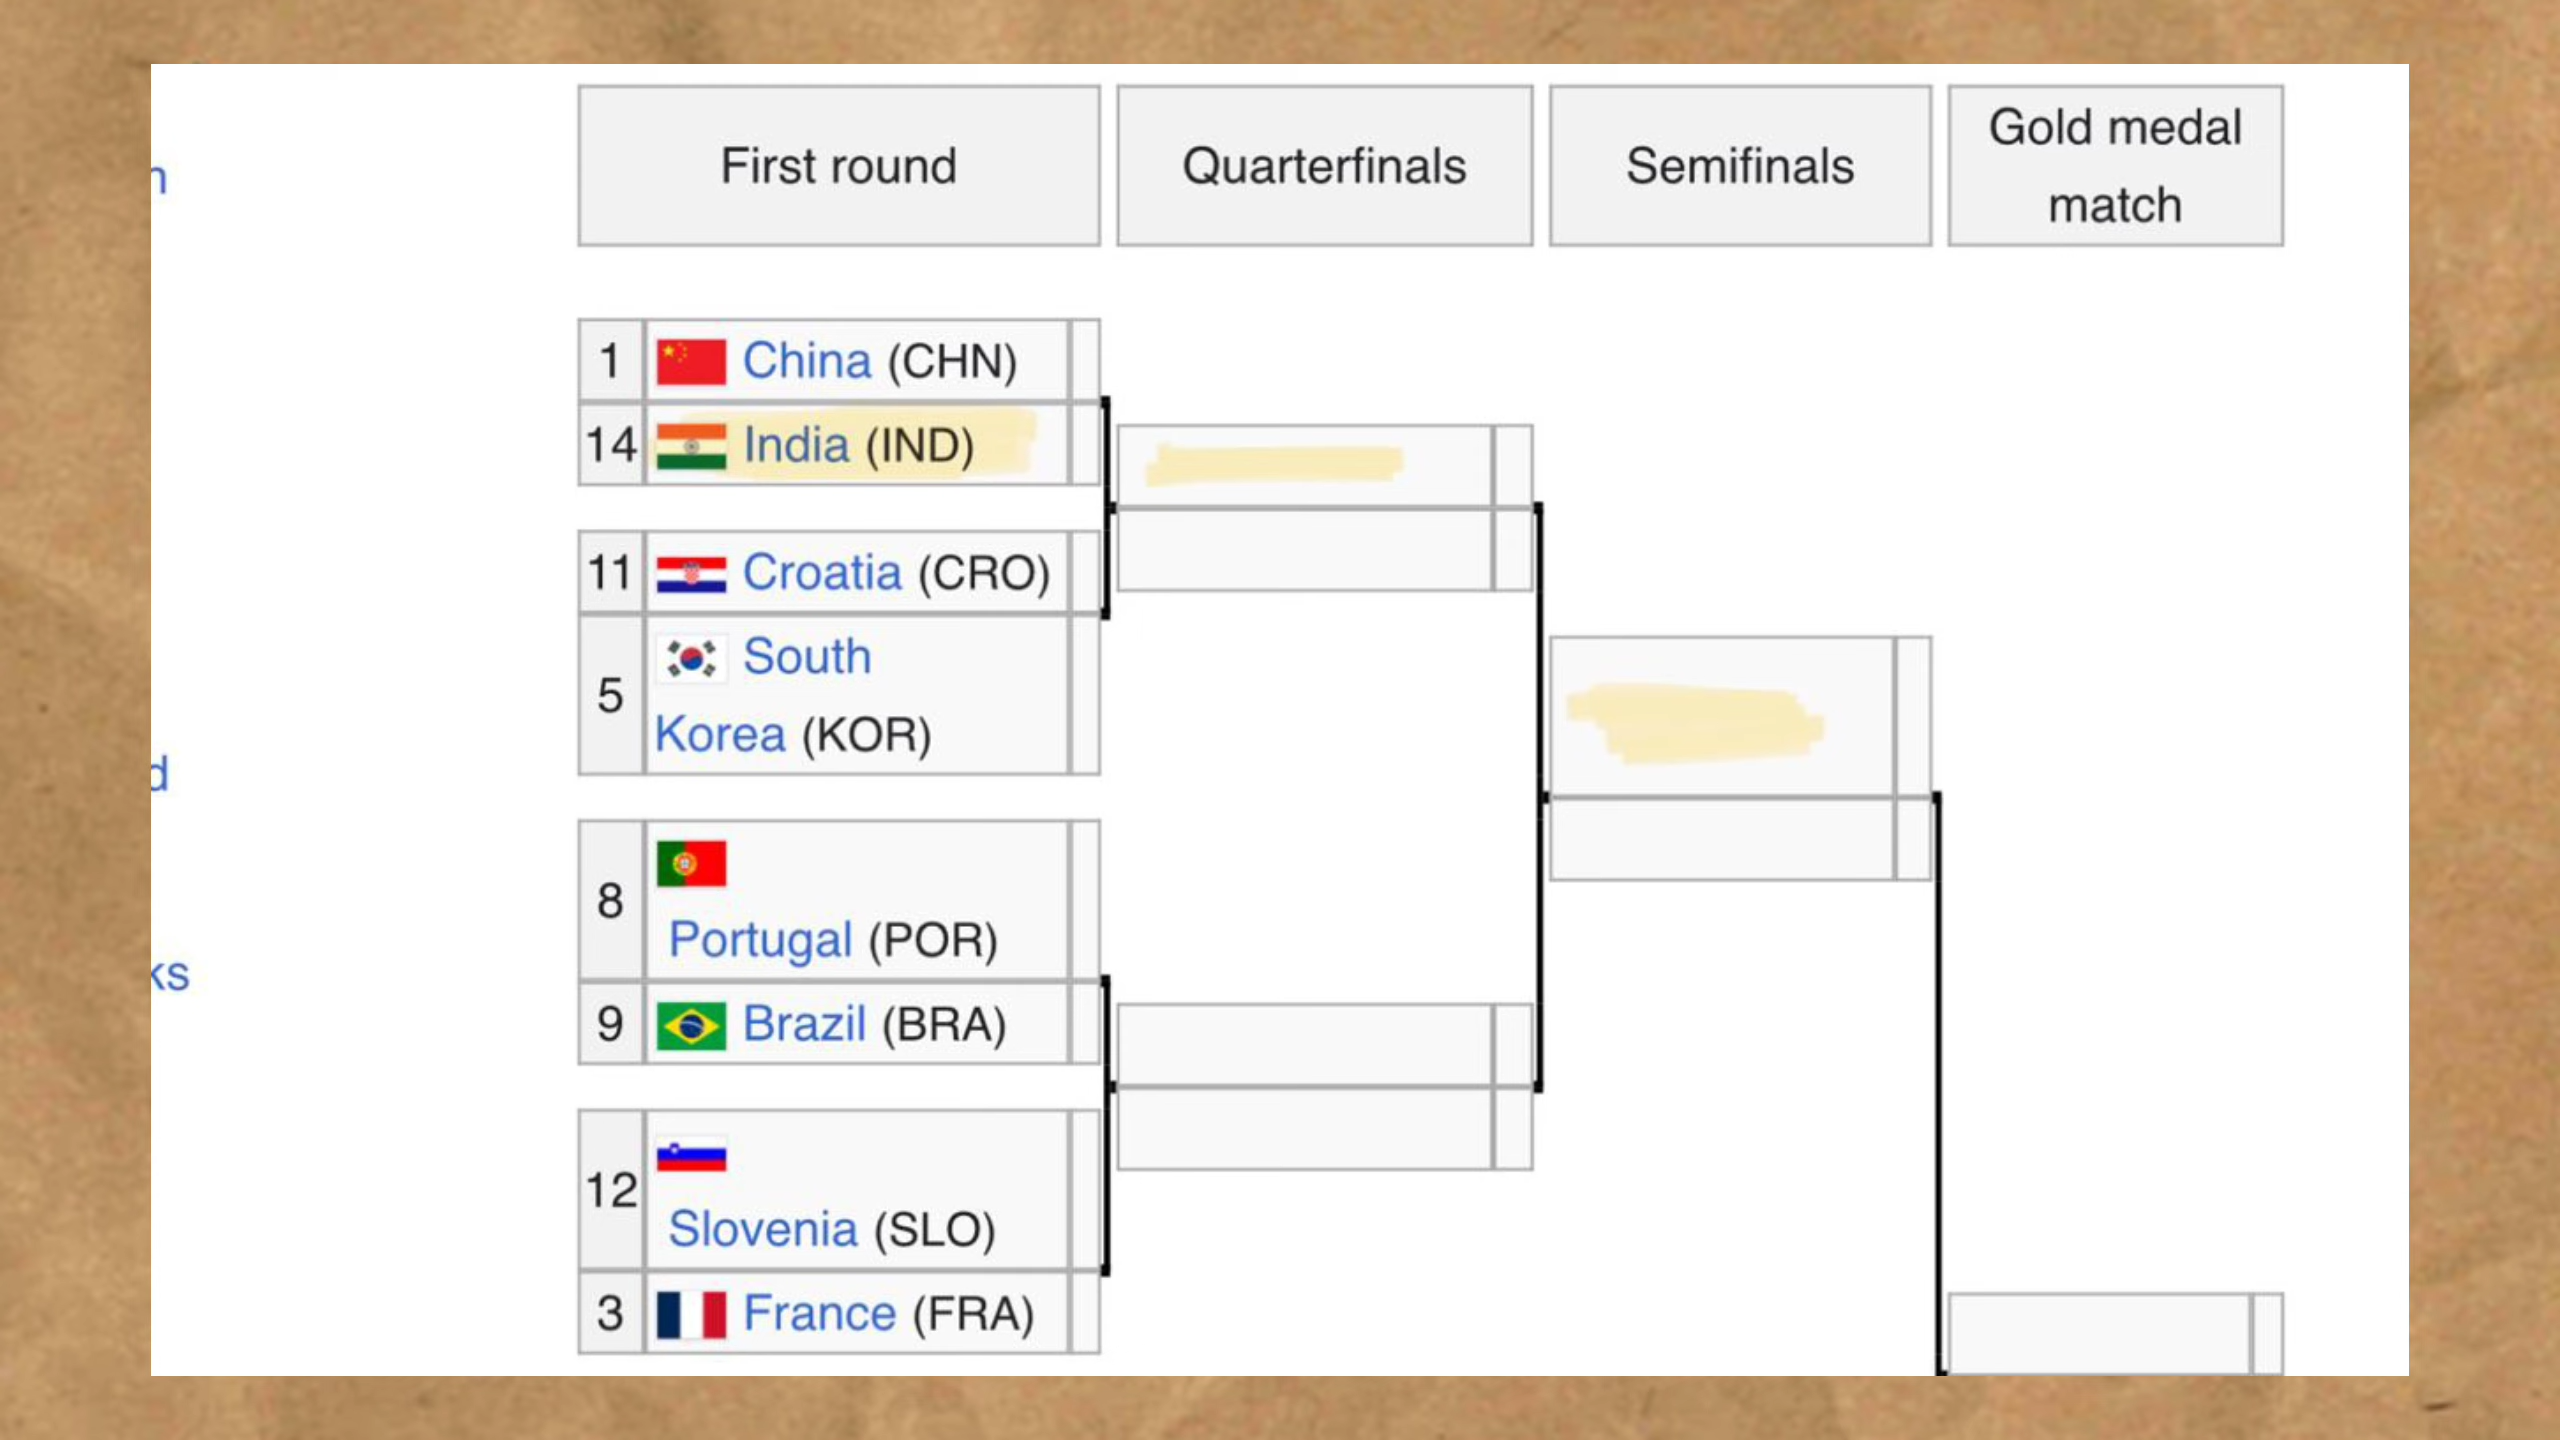 First round
Quarterfinals
Semifinals
Gold medal
match
n
1 China (CHN)
14 India (IND)
11 Croatia (CRO)
5 South
Korea (KOR)
d
8
Portugal (POR)
9 Brazil (BRA)
ks
12
Slovenia (SLO)
3 France (FRA)